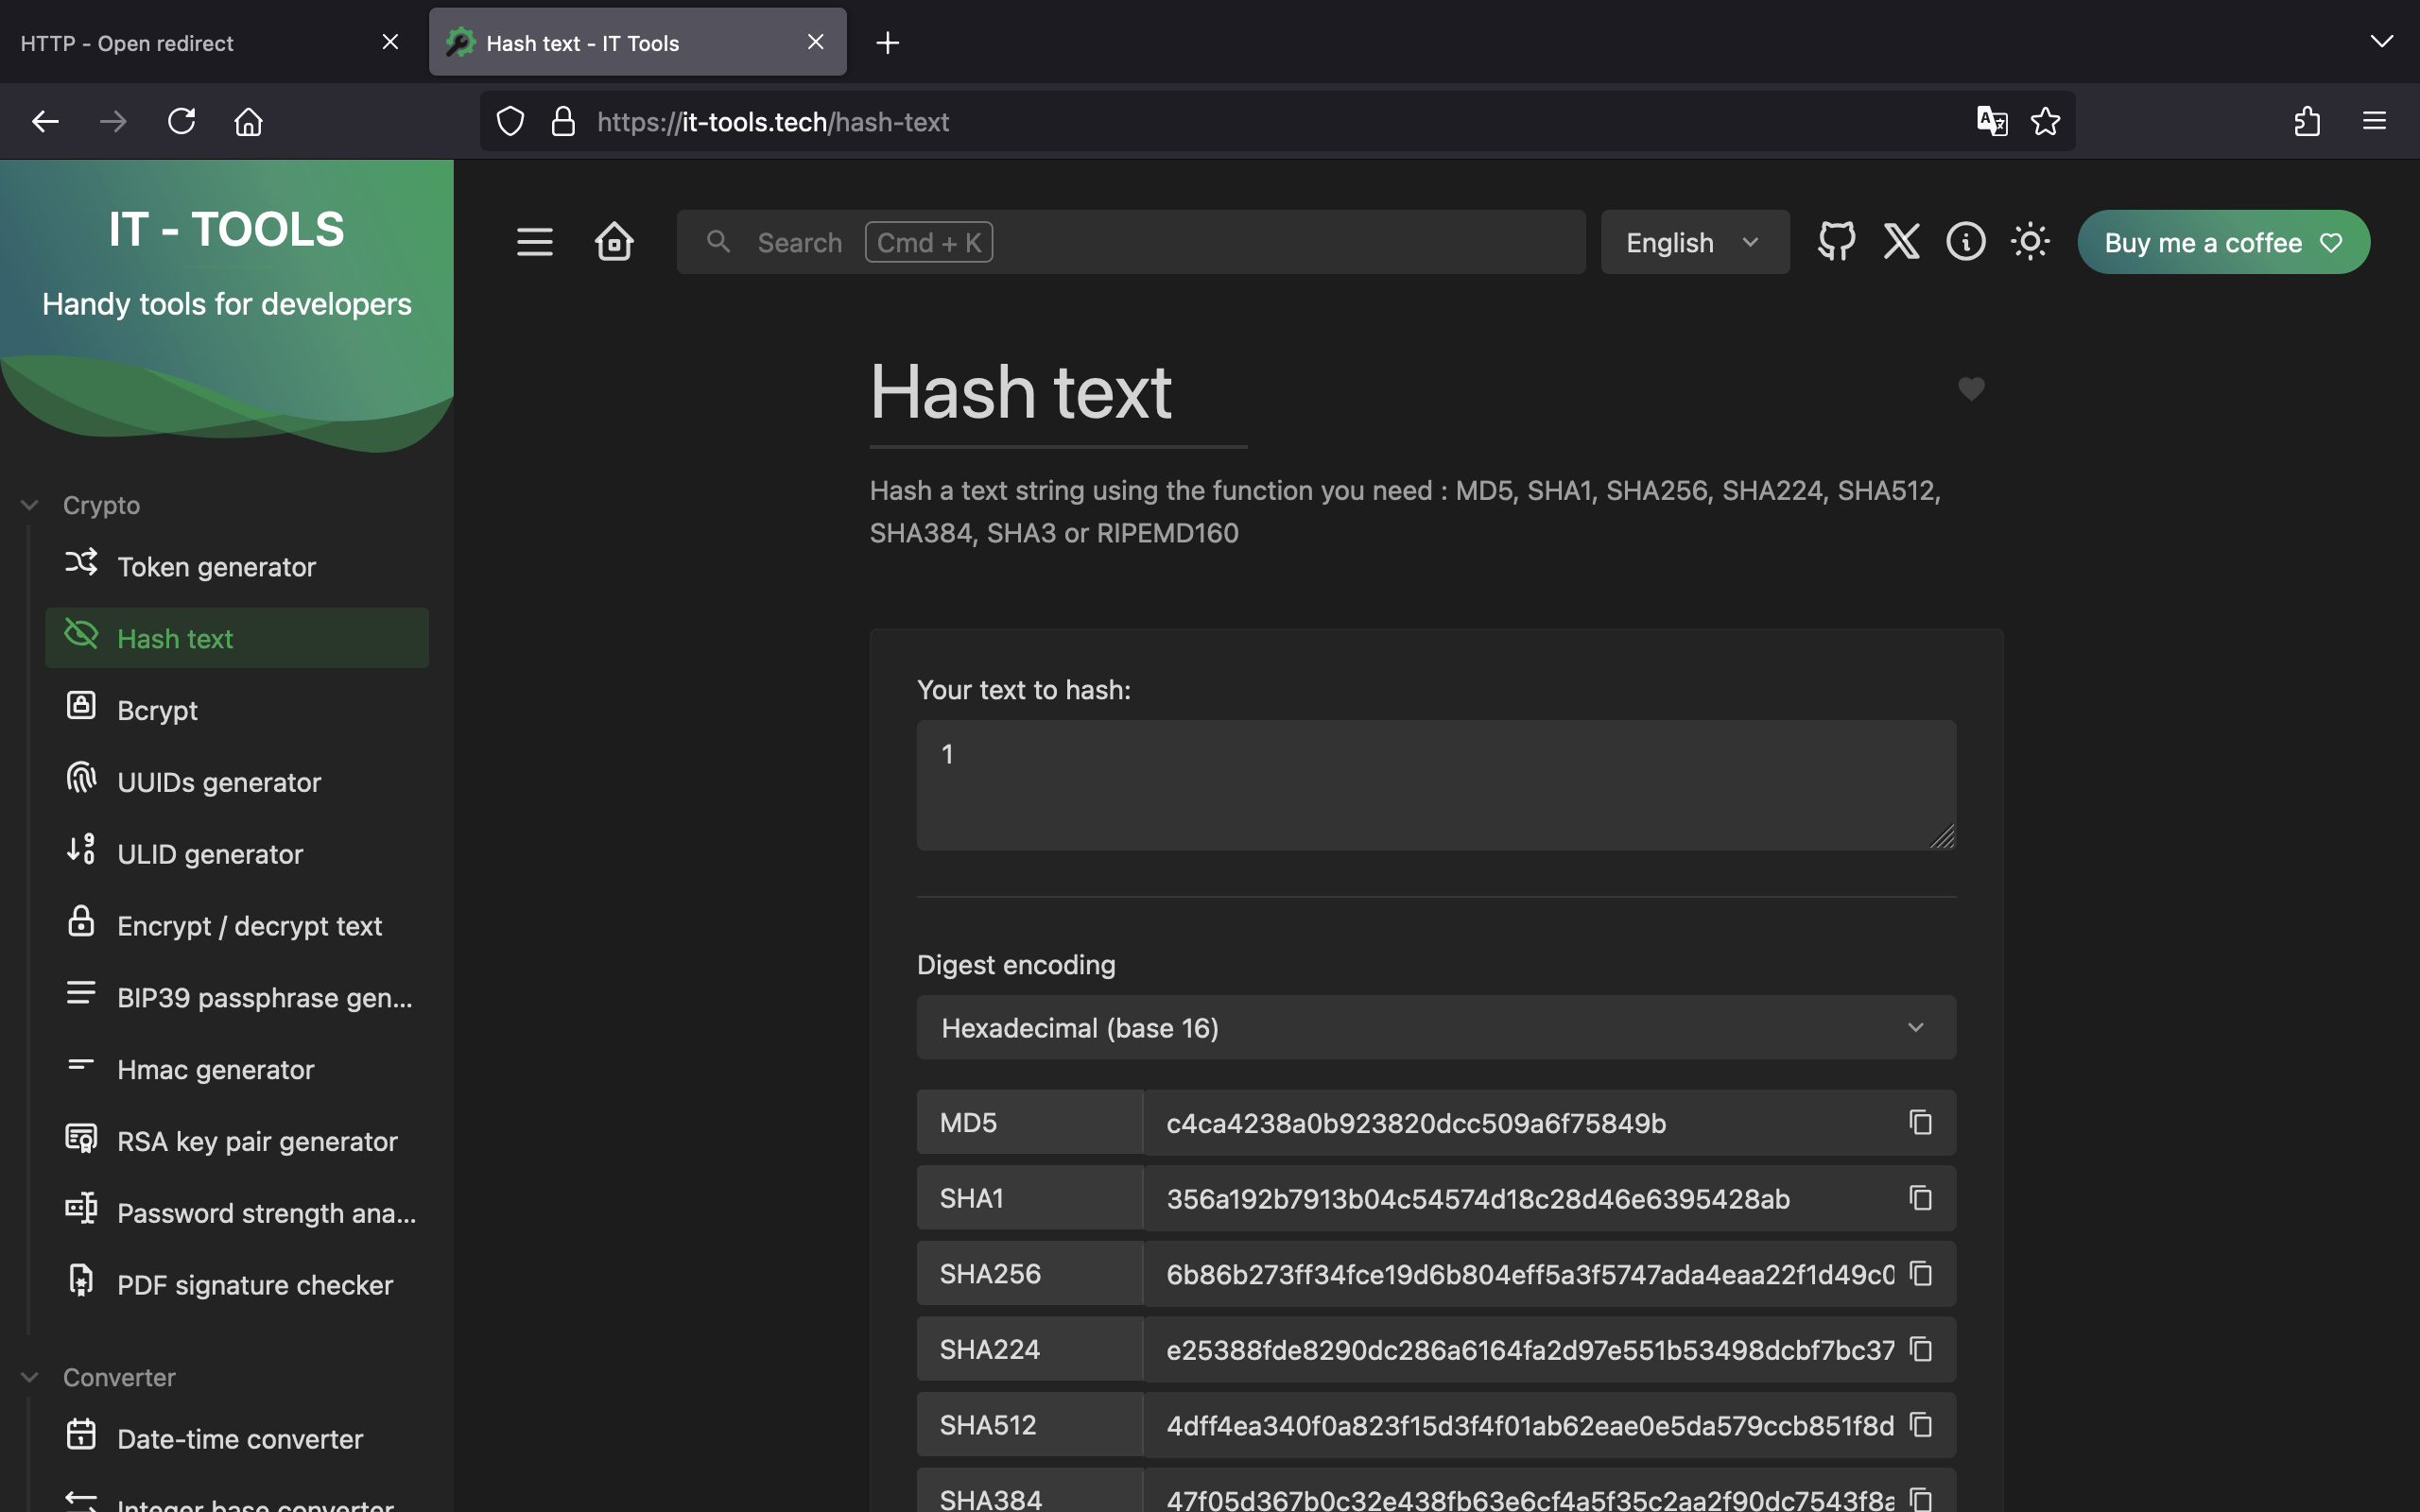 HTTP - Open redirect
Hash text - IT Tools
https://it-tools.tech/hash-text
IT - TOOLS
Handy tools for developers
Search Cmd + K
English
Buy me a coffee
Crypto
Token generator
Hash text
Bcrypt
UUIDs generator
ULID generator
Encrypt / decrypt text
BIP39 passphrase gen...
Hmac generator
RSA key pair generator
Password strength ana...
PDF signature checker
Converter
Date-time converter
Integer base converter
Hash text
Hash a text string using the function you need : MD5, SHA1, SHA256, SHA224, SHA512,
SHA384, SHA3 or RIPEMD160
Your text to hash:
1
Digest encoding
Hexadecimal (base 16)
MD5 c4ca4238a0b923820dcc509a6f75849b
SHA1 356a192b7913b04c54574d18c28d46e6395428ab
SHA256 6b86b273ff34fce19d6b804eff5a3f5747ada4eaa22f1d49c0
SHA224 e25388fde8290dc286a6164fa2d97e551b53498dcbf7bc37
SHA512 4dff4ea340f0a823f15d3f4f01ab62eae0e5da579ccb851f8d
SHA384 47f05d367b0c32e438fb63e6cf4a5f35c2aa2f90dc7543f8a